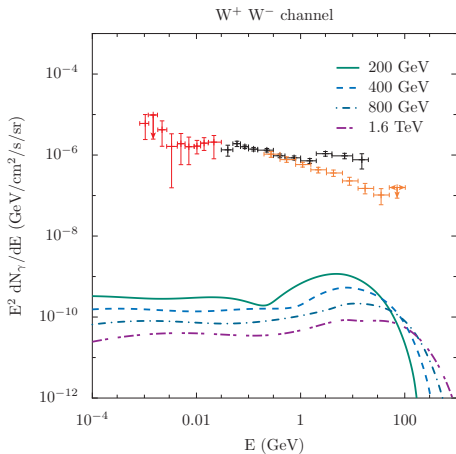 W⁺ W⁻ channel
200 GeV
400 GeV
800 GeV
1.6 TeV
E² dNᵧ/dE (GeV/cm²/s/sr)
10⁻⁴
10⁻⁶
10⁻⁸
10⁻¹⁰
10⁻¹²
10⁻⁴ 0.01 1 100
E (GeV)